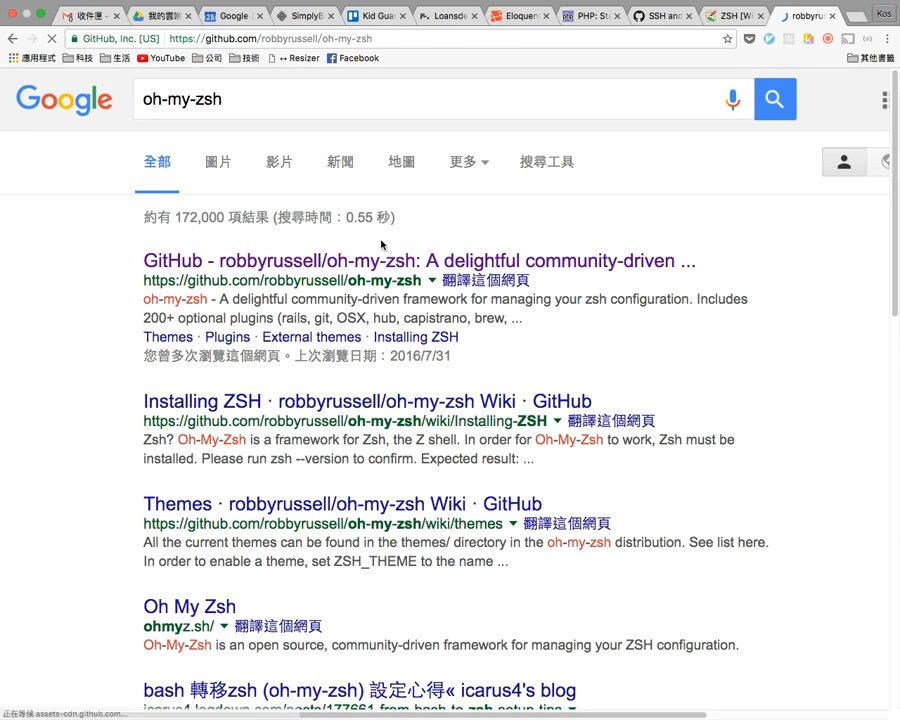 收件匣 -
我的雲端
Google
SimplyB
Kid Gua
Loansde
Eloquen
PHP: St
SSH and
ZSH [Wi
robbyrus
Kos
GitHub, Inc. [US] https://github.com/robbyrussell/oh-my-zsh
應用程式 科技 生活 YouTube 公司 技術 ↔ Resizer Facebook 其他書籤
Google oh-my-zsh
全部 圖片 影片 新聞 地圖 更多 搜尋工具
約有 172,000 項結果 (搜尋時間：0.55 秒)
GitHub - robbyrussell/oh-my-zsh: A delightful community-driven ...
https://github.com/robbyrussell/oh-my-zsh 翻譯這個網頁
oh-my-zsh - A delightful community-driven framework for managing your zsh configuration. Includes
200+ optional plugins (rails, git, OSX, hub, capistrano, brew, ...
Themes · Plugins · External themes · Installing ZSH
您曾多次瀏覽這個網頁。上次瀏覽日期：2016/7/31
Installing ZSH · robbyrussell/oh-my-zsh Wiki · GitHub
https://github.com/robbyrussell/oh-my-zsh/wiki/Installing-ZSH 翻譯這個網頁
Zsh? Oh-My-Zsh is a framework for Zsh, the Z shell. In order for Oh-My-Zsh to work, Zsh must be
installed. Please run zsh --version to confirm. Expected result: ...
Themes · robbyrussell/oh-my-zsh Wiki · GitHub
https://github.com/robbyrussell/oh-my-zsh/wiki/themes 翻譯這個網頁
All the current themes can be found in the themes/ directory in the oh-my-zsh distribution. See list here.
In order to enable a theme, set ZSH_THEME to the name ...
Oh My Zsh
ohmyz.sh/ 翻譯這個網頁
Oh-My-Zsh is an open source, community-driven framework for managing your ZSH configuration.
bash 轉移zsh (oh-my-zsh) 設定心得« icarus4's blog
icarus4.logdown.com/posts/177661-from-bash-to-zsh-setup-tips
正在等候 assets-cdn.github.com...